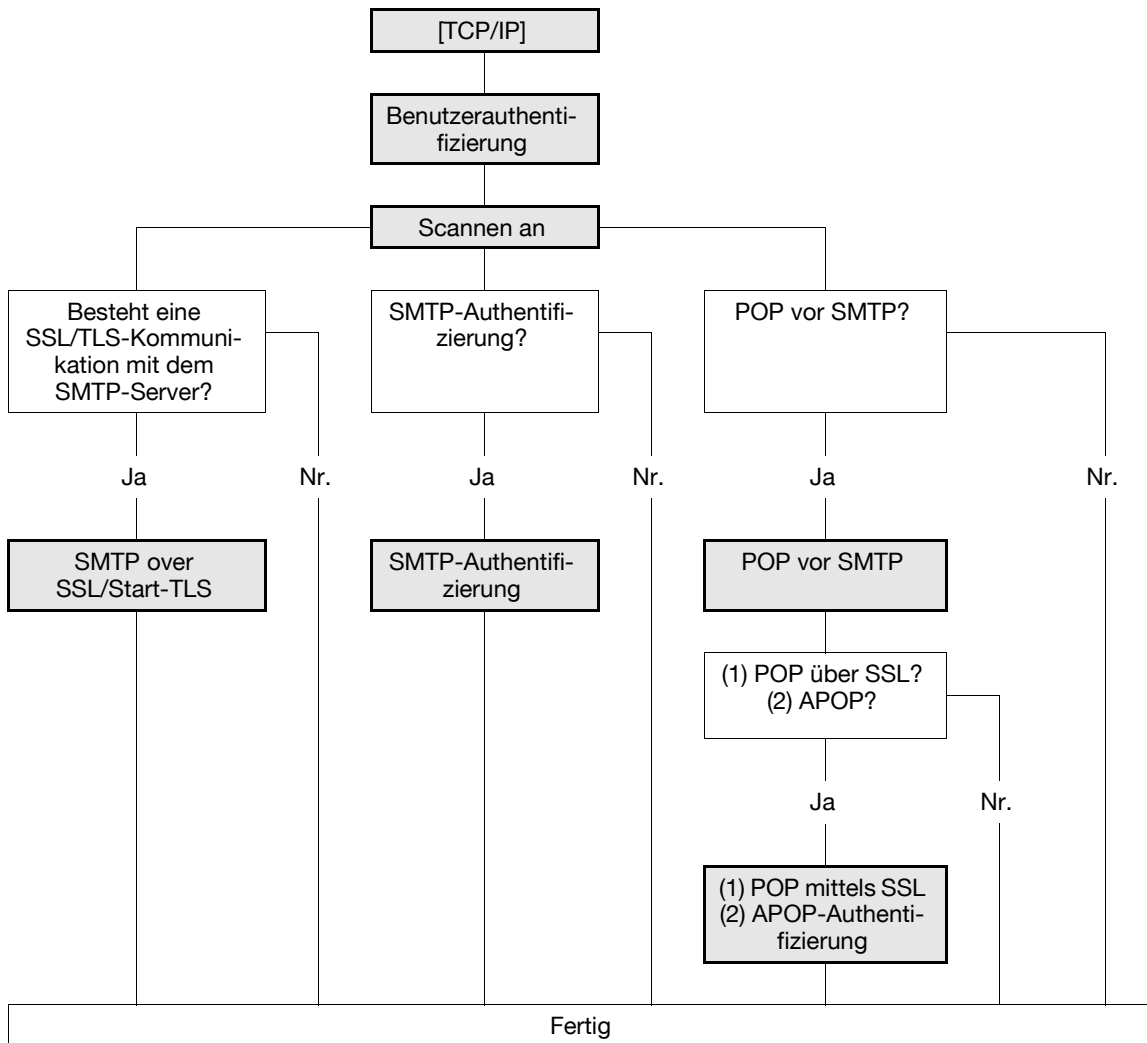 [TCP/IP]
Benutzerauthenti-
fizierung
Scannen an
Besteht eine
SSL/TLS-Kommuni-
kation mit dem
SMTP-Server?
SMTP-Authentifi-
zierung?
POP vor SMTP?
Ja
Nr.
Ja
Nr.
Ja
Nr.
SMTP over
SSL/Start-TLS
SMTP-Authentifi-
zierung
POP vor SMTP
(1) POP über SSL?
(2) APOP?
Ja
Nr.
(1) POP mittels SSL
(2) APOP-Authenti-
fizierung
Fertig